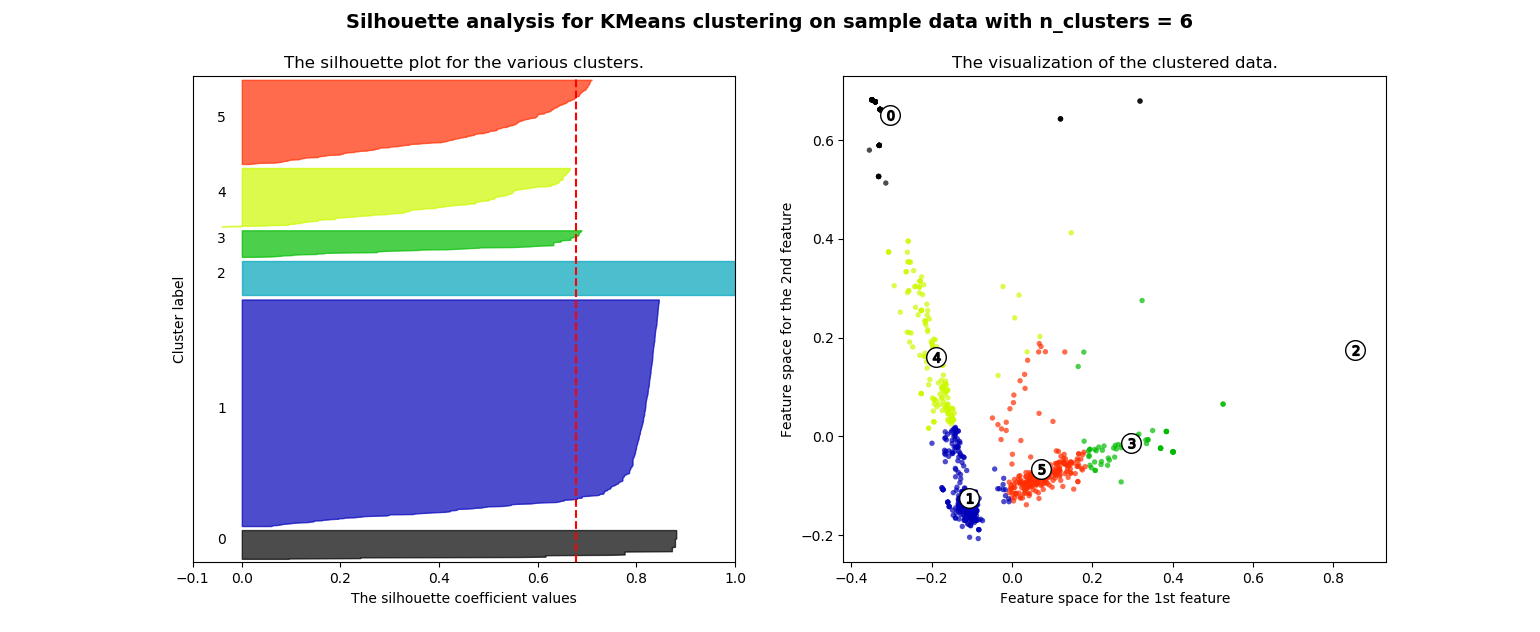 Silhouette analysis for KMeans clustering on sample data with n_clusters = 6
The silhouette plot for the various clusters.
Cluster label
5
4
3
2
1
0
−0.1 0.0 0.2 0.4 0.6 0.8 1.0
The silhouette coefficient values
The visualization of the clustered data.
Feature space for the 2nd feature
0.6
0.4
0.2
0.0
−0.2
0
2
4
3
5
1
−0.4 −0.2 0.0 0.2 0.4 0.6 0.8
Feature space for the 1st feature